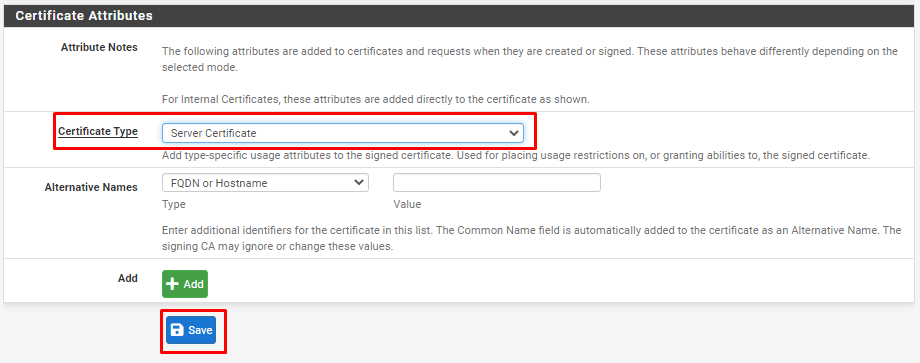 Certificate Attributes
Attribute Notes
The following attributes are added to certificates and requests when they are created or signed. These attributes behave differently depending on the
selected mode.
For Internal Certificates, these attributes are added directly to the certificate as shown.
Certificate Type
Server Certificate
Add type-specific usage attributes to the signed certificate. Used for placing usage restrictions on, or granting abilities to, the signed certificate.
Alternative Names
FQDN or Hostname
Type
Value
Enter additional identifiers for the certificate in this list. The Common Name field is automatically added to the certificate as an Alternative Name. The
signing CA may ignore or change these values.
Add
Add
Save